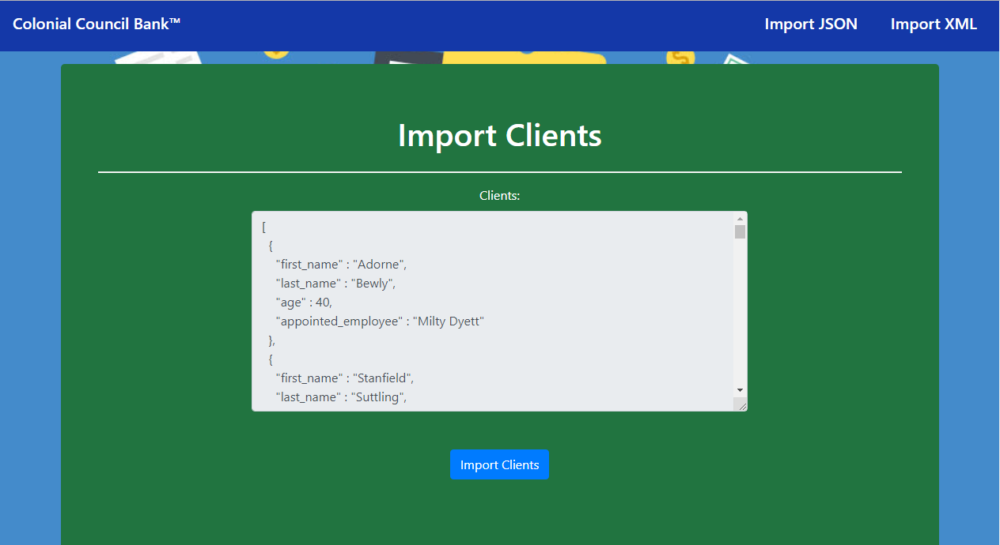 Colonial Council Bank™ Import JSON Import XML
Import Clients
Clients:
[
{
"first_name" : "Adorne",
"last_name" : "Bewly",
"age" : 40,
"appointed_employee" : "Milty Dyett"
},
{
"first_name" : "Stanfield",
"last_name" : "Suttling",
Import Clients